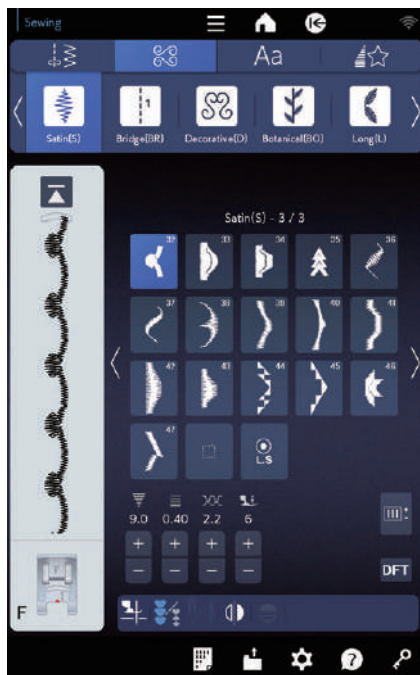 Sewing
Aa
1
Satin(S) Bridge(BR) Decorative(D) Botanical(BO) Long(L)
Satin(S) - 3 / 3
32 33 34 35 36
37 38 39 40 41
42 43 44 45 46
47
L.S
9.0 0.40 2.2 6
+ + + +
− − − −
DFT
F